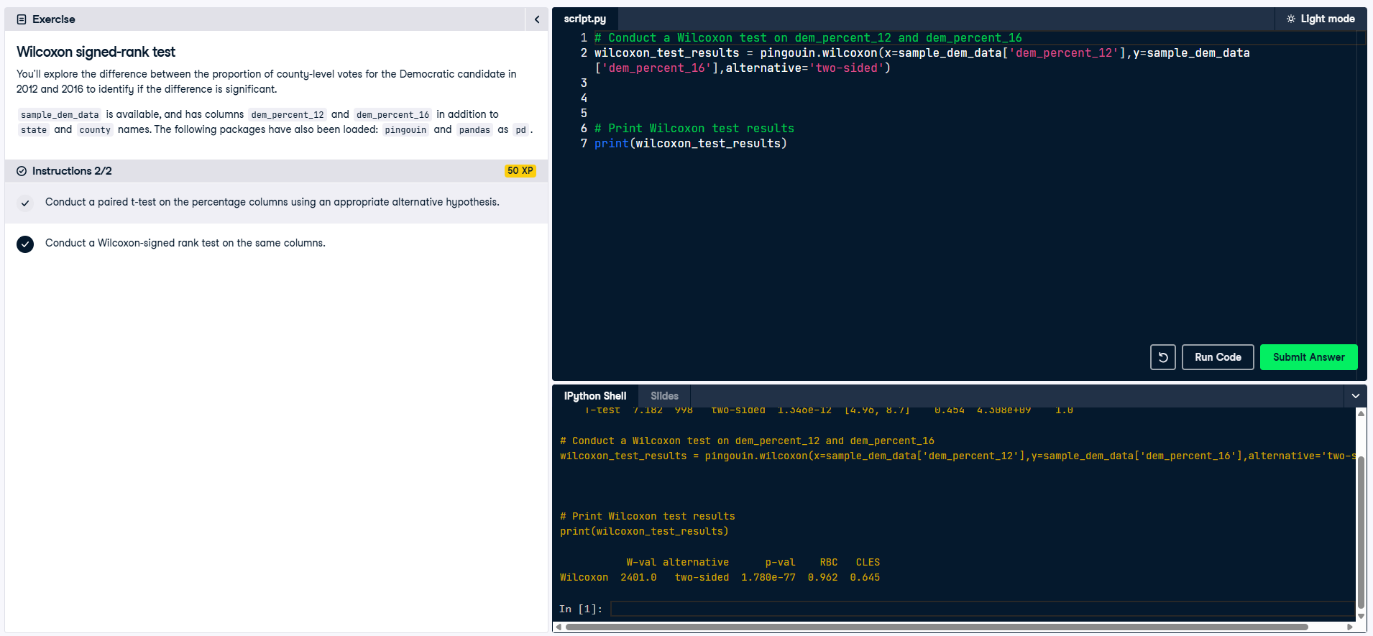 Exercise
Wilcoxon signed-rank test
You'll explore the difference between the proportion of county-level votes for the Democratic candidate in
2012 and 2016 to identify if the difference is significant.
sample_dem_data is available, and has columns dem_percent_12 and dem_percent_16 in addition to
state and county names. The following packages have also been loaded: pingouin and pandas as pd .
Instructions 2/2
50 XP
Conduct a paired t-test on the percentage columns using an appropriate alternative hypothesis.
Conduct a Wilcoxon-signed rank test on the same columns.
script.py
Light mode
1 # Conduct a Wilcoxon test on dem_percent_12 and dem_percent_16
2 wilcoxon_test_results = pingouin.wilcoxon(x=sample_dem_data['dem_percent_12'],y=sample_dem_data
['dem_percent_16'],alternative='two-sided')
3
4
5
6 # Print Wilcoxon test results
7 print(wilcoxon_test_results)
Run Code
Submit Answer
IPython Shell
Slides
T-test 7.182 998 two-sided 1.346e-12 [4.96, 8.7] 0.454 4.308e+09 1.0
# Conduct a Wilcoxon test on dem_percent_12 and dem_percent_16
wilcoxon_test_results = pingouin.wilcoxon(x=sample_dem_data['dem_percent_12'],y=sample_dem_data['dem_percent_16'],alternative='two-s
# Print Wilcoxon test results
print(wilcoxon_test_results)
W-val alternative p-val RBC CLES
Wilcoxon 2401.0 two-sided 1.780e-77 0.962 0.645
In [1]: